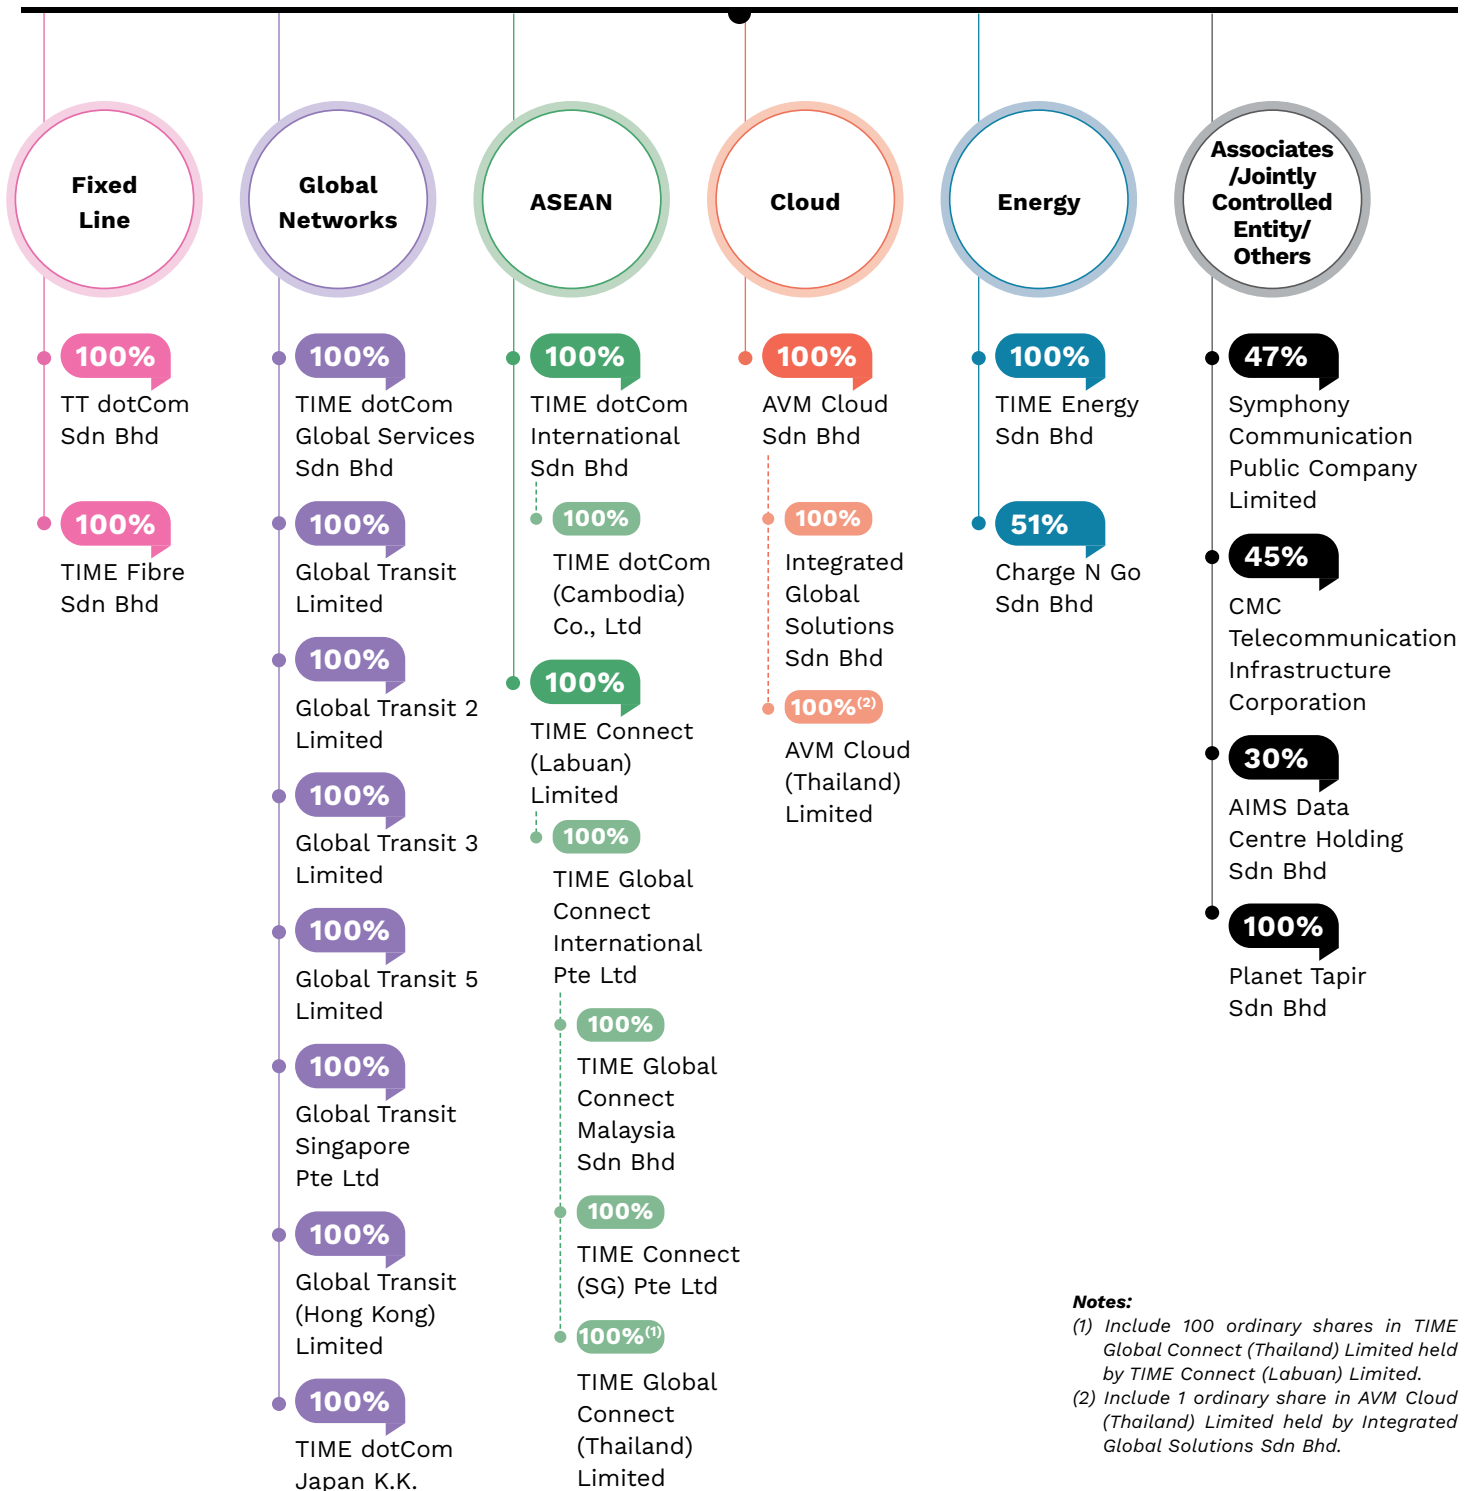 Fixed
Line
100%
TT dotCom
Sdn Bhd
100%
TIME Fibre
Sdn Bhd
Global
Networks
100%
TIME dotCom
Global Services
Sdn Bhd
100%
Global Transit
Limited
100%
Global Transit 2
Limited
100%
Global Transit 3
Limited
100%
Global Transit 5
Limited
100%
Global Transit
Singapore
Pte Ltd
100%
Global Transit
(Hong Kong)
Limited
100%
TIME dotCom
Japan K.K.
ASEAN
100%
TIME dotCom
International
Sdn Bhd
100%
TIME dotCom
(Cambodia)
Co., Ltd
100%
TIME Connect
(Labuan)
Limited
100%
TIME Global
Connect
International
Pte Ltd
100%
TIME Global
Connect
Malaysia
Sdn Bhd
100%
TIME Connect
(SG) Pte Ltd
100%(1)
TIME Global
Connect
(Thailand)
Limited
Cloud
100%
AVM Cloud
Sdn Bhd
100%
Integrated
Global
Solutions
Sdn Bhd
100%(2)
AVM Cloud
(Thailand)
Limited
Energy
100%
TIME Energy
Sdn Bhd
51%
Charge N Go
Sdn Bhd
Associates
/Jointly
Controlled
Entity/
Others
47%
Symphony
Communication
Public Company
Limited
45%
CMC
Telecommunication
Infrastructure
Corporation
30%
AIMS Data
Centre Holding
Sdn Bhd
100%
Planet Tapir
Sdn Bhd
Notes:
(1) Include 100 ordinary shares in TIME
Global Connect (Thailand) Limited held
by TIME Connect (Labuan) Limited.
(2) Include 1 ordinary share in AVM Cloud
(Thailand) Limited held by Integrated
Global Solutions Sdn Bhd.